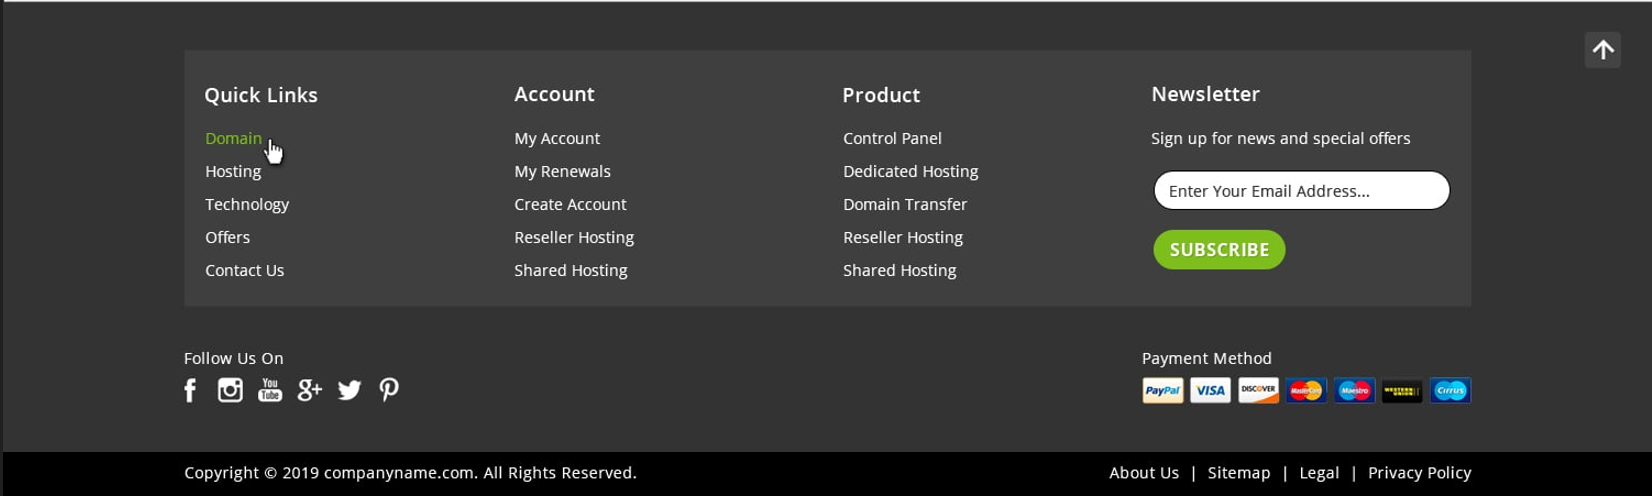 Quick Links
Domain
Hosting
Technology
Offers
Contact Us
Account
My Account
My Renewals
Create Account
Reseller Hosting
Shared Hosting
Product
Control Panel
Dedicated Hosting
Domain Transfer
Reseller Hosting
Shared Hosting
Newsletter
Sign up for news and special offers
Enter Your Email Address...
SUBSCRIBE
Follow Us On
f You Tube g+
Payment Method
PayPal VISA DISCOVER MasterCard Maestro WESTERN UNION Cirrus
Copyright © 2019 companyname.com. All Rights Reserved.
About Us | Sitemap | Legal | Privacy Policy